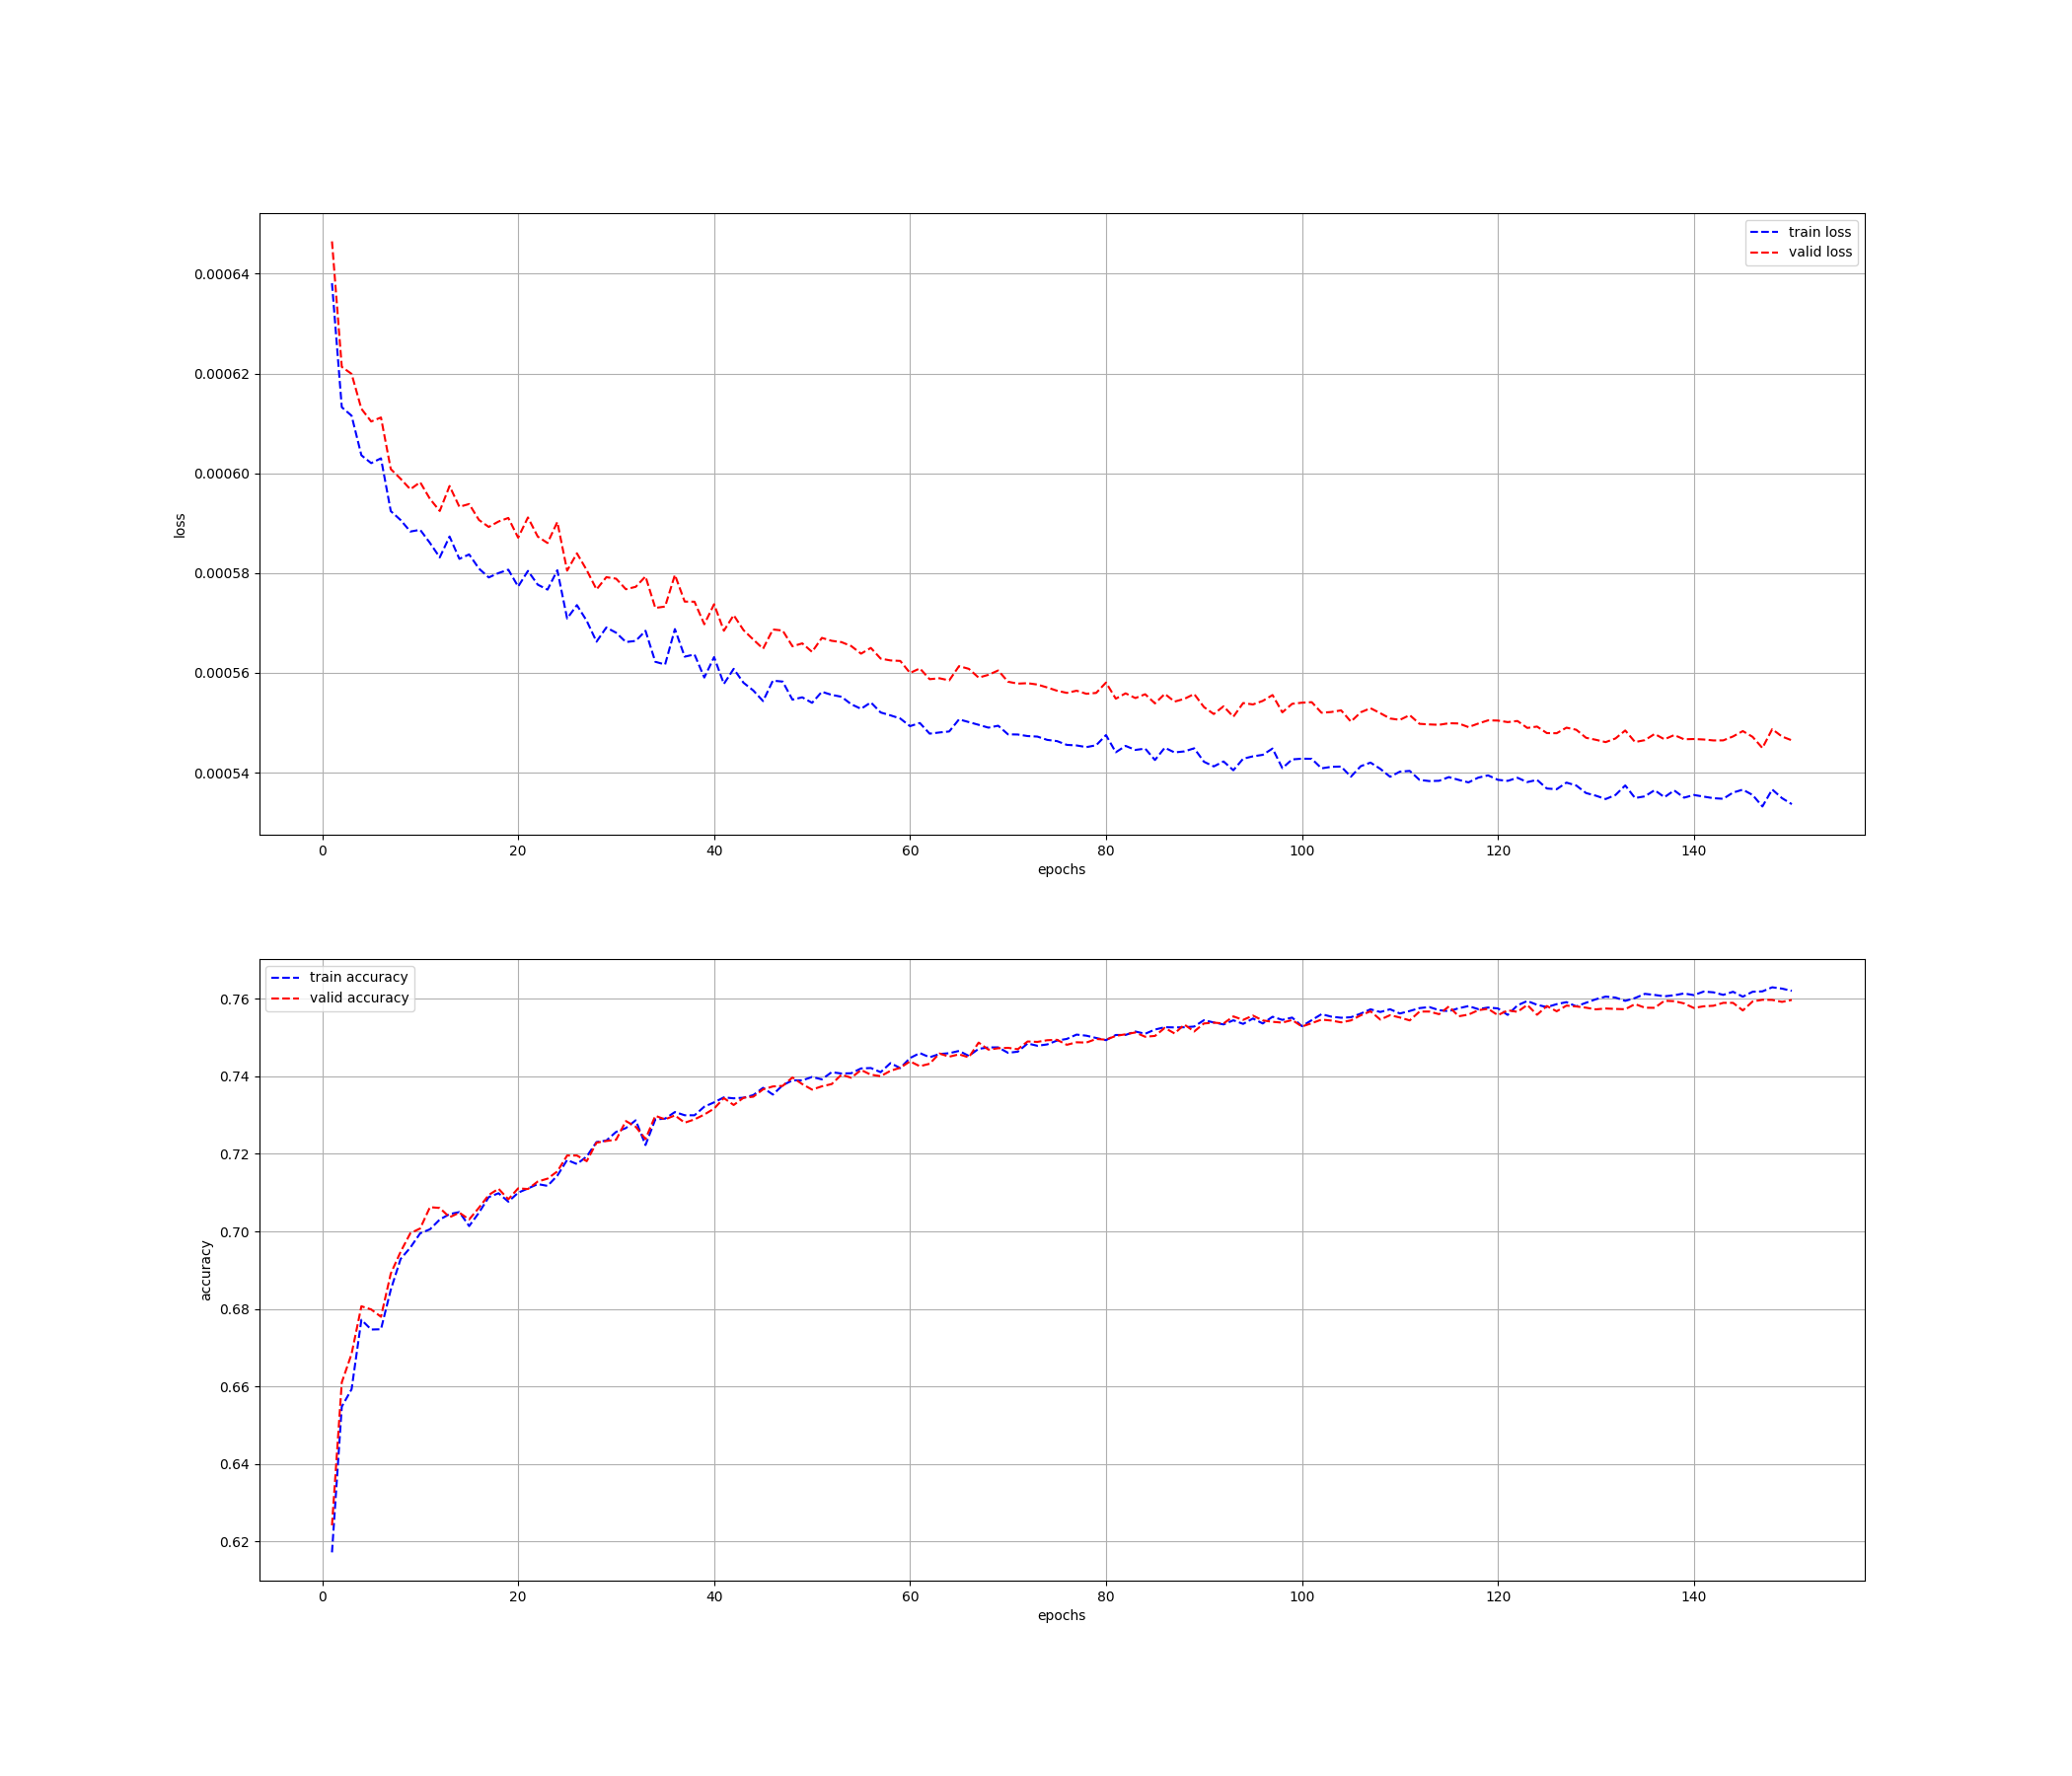 train loss
valid loss
0.00064
0.00062
0.00060
0.00058
0.00056
0.00054
loss
0 20 40 60 80 100 120 140
epochs
train accuracy
valid accuracy
0.76
0.74
0.72
0.70
0.68
0.66
0.64
0.62
accuracy
0 20 40 60 80 100 120 140
epochs